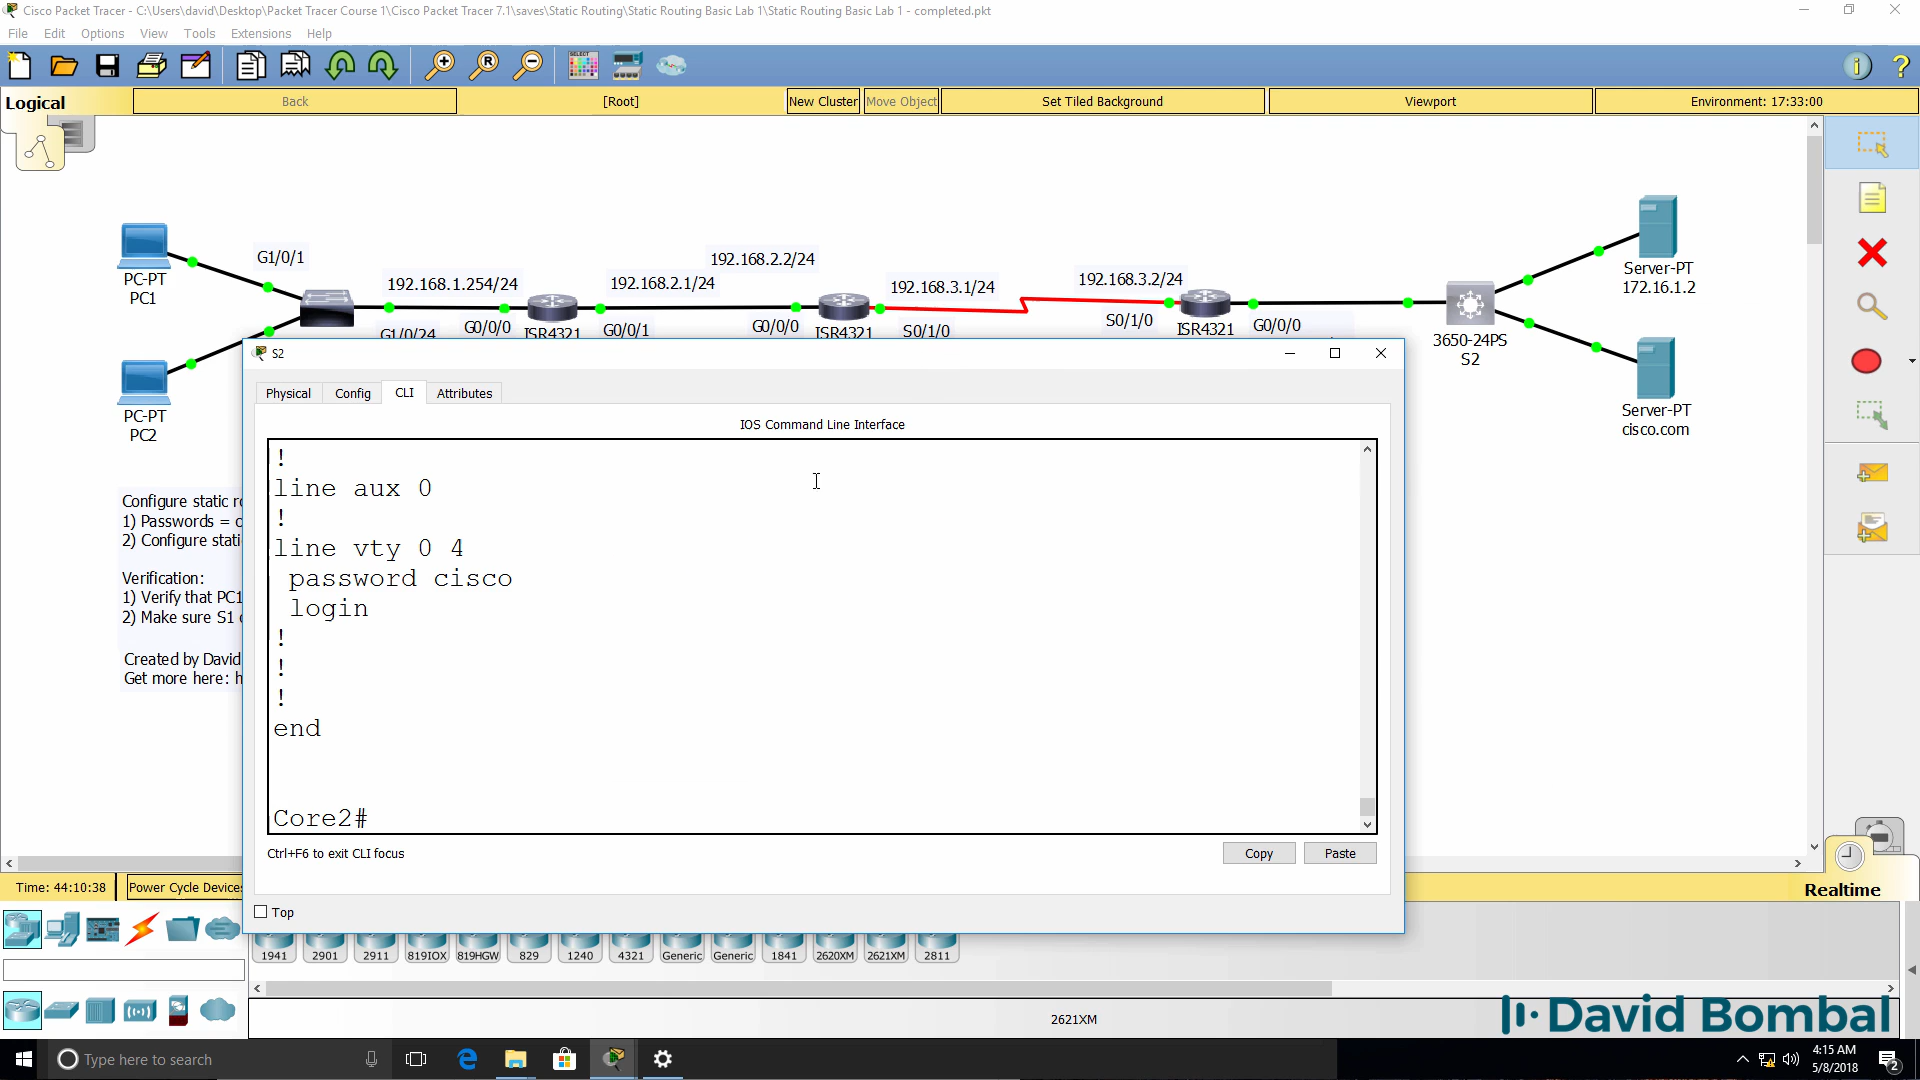 Cisco Packet Tracer - C:\Users\david\Desktop\Packet Tracer Course 1\Cisco Packet Tracer 7.1\saves\Static Routing\Static Routing Basic Lab 1\Static Routing Basic Lab 1 - completed.pkt
File Edit Options View Tools Extensions Help
Logical Back [Root] New Cluster Move Object Set Tiled Background Viewport Environment: 17:33:00
PC-PT
PC1
G1/0/1
192.168.1.254/24
G1/0/24
G0/0/0
ISR4321
192.168.2.1/24
G0/0/1
192.168.2.2/24
G0/0/0
ISR4321
192.168.3.1/24
S0/1/0
192.168.3.2/24
S0/1/0
ISR4321
G0/0/0
3650-24PS
S2
Server-PT
172.16.1.2
Server-PT
cisco.com
PC-PT
PC2
Configure static
1) Passwords =
2) Configure
Verification:
1) Verify that PC1
2) Make sure S1
Created by David
Get more here:
S2
Physical Config CLI Attributes
IOS Command Line Interface
!
line aux 0
!
line vty 0 4
password cisco
login
!
!
!
end
Core2#
Ctrl+F6 to exit CLI focus
Copy Paste
Top
Time: 44:10:38 Power Cycle Devices
Realtime
1941 2901 2911 819IOX 819HGW 829 1240 4321 Generic Generic 1841 2620XM 2621XM 2811
2621XM
David Bombal
Type here to search
4:15 AM
5/8/2018
2